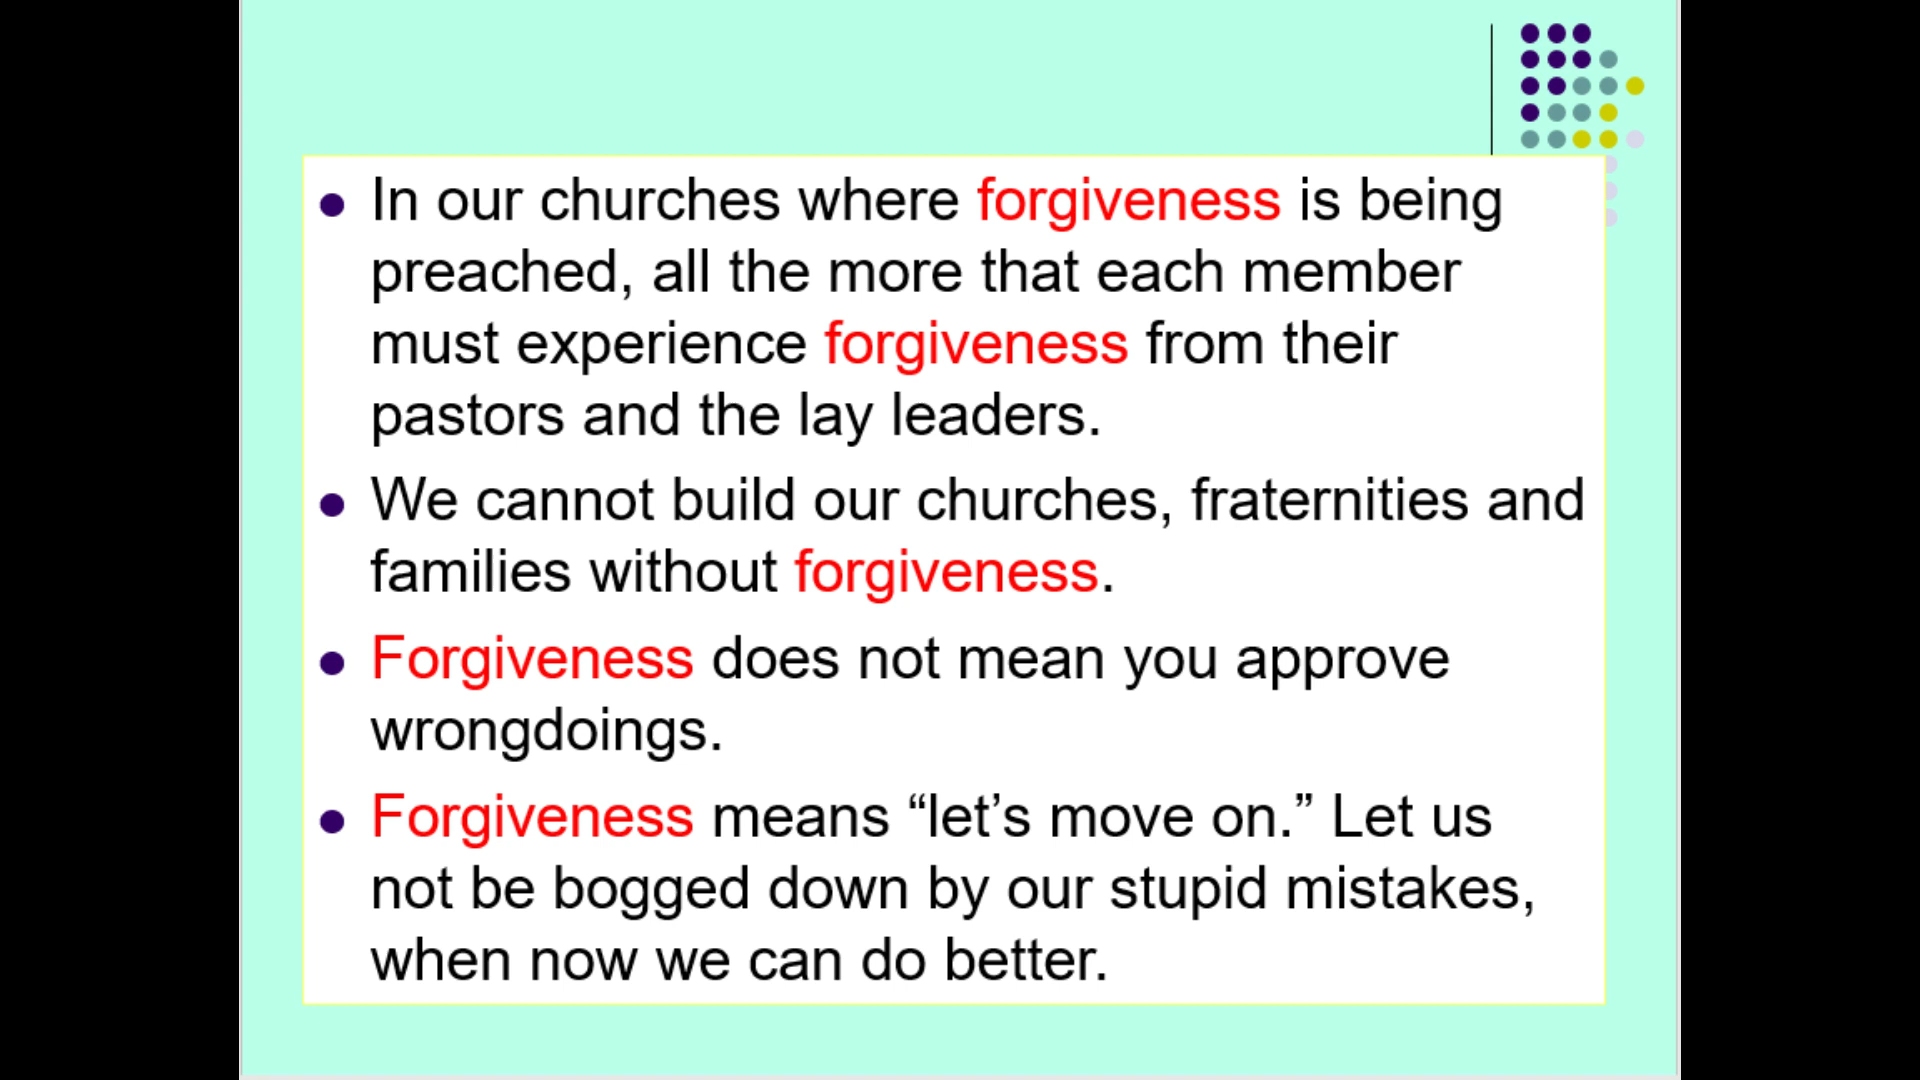 In our churches where forgiveness is being
preached, all the more that each member
must experience forgiveness from their
pastors and the lay leaders.
We cannot build our churches, fraternities and
families without forgiveness.
Forgiveness does not mean you approve
wrongdoings.
Forgiveness means “let’s move on.” Let us
not be bogged down by our stupid mistakes,
when now we can do better.